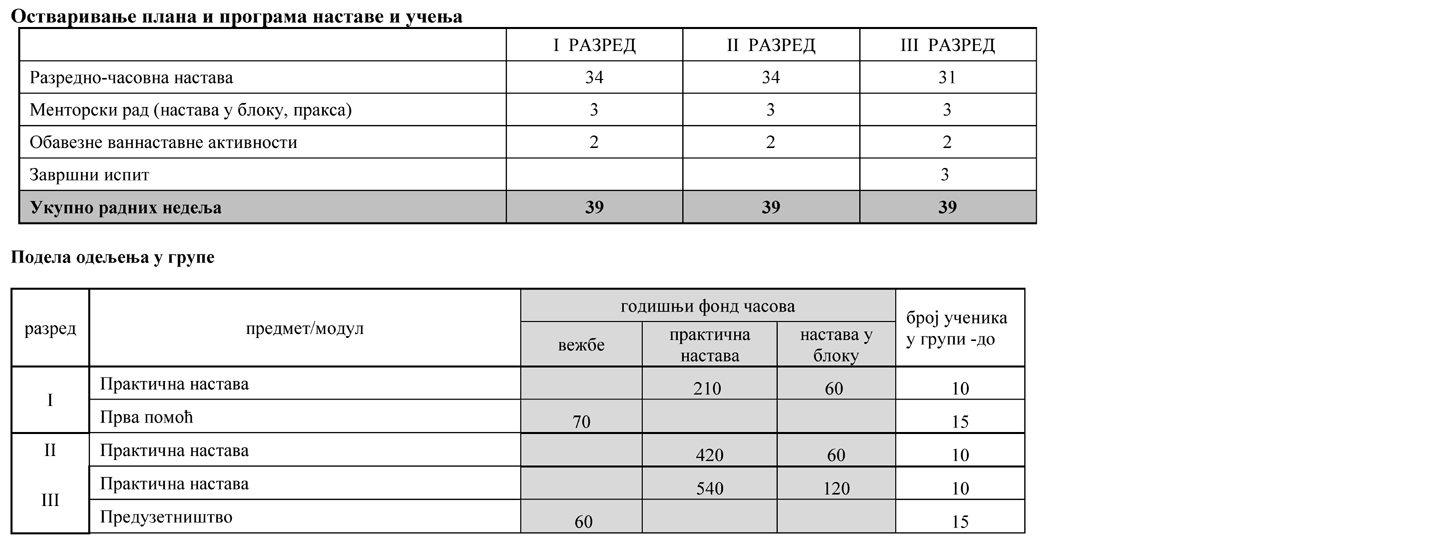 Остваривање плана и програма наставе и учења
I РАЗРЕД II РАЗРЕД III РАЗРЕД
Разредно-часовна настава 34 34 31
Менторски рад (настава у блоку, пракса) 3 3 3
Обавезне ваннаставне активности 2 2 2
Завршни испит 3
Укупно радних недеља 39 39 39
Подела одељења у групе
разред предмет/модул годишњи фонд часова број ученика у групи -до
вежбе практична настава настава у блоку
I Практична настава 210 60 10
Прва помоћ 70 15
II Практична настава 420 60 10
III Практична настава 540 120 10
Предузетништво 60 15